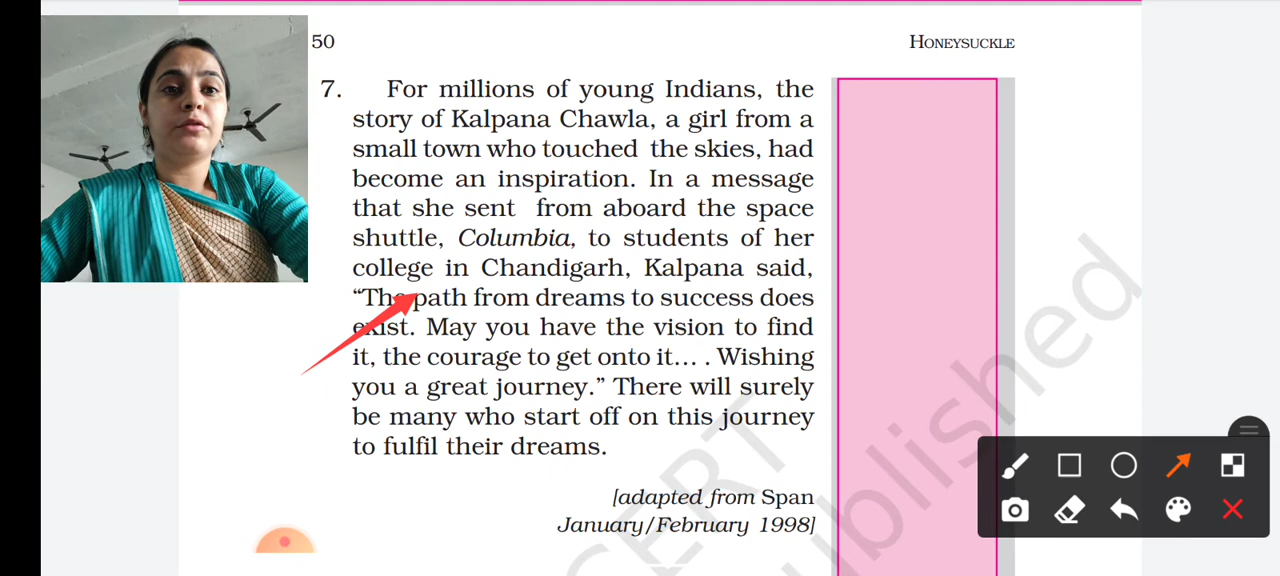 50
HONEYSUCKLE
7. For millions of young Indians, the
story of Kalpana Chawla, a girl from a
small town who touched the skies, had
become an inspiration. In a message
that she sent from aboard the space
shuttle, Columbia, to students of her
college in Chandigarh, Kalpana said,
“The path from dreams to success does
exist. May you have the vision to find
it, the courage to get onto it... . Wishing
you a great journey.” There will surely
be many who start off on this journey
to fulfil their dreams.
[adapted from Span
January/February 1998]